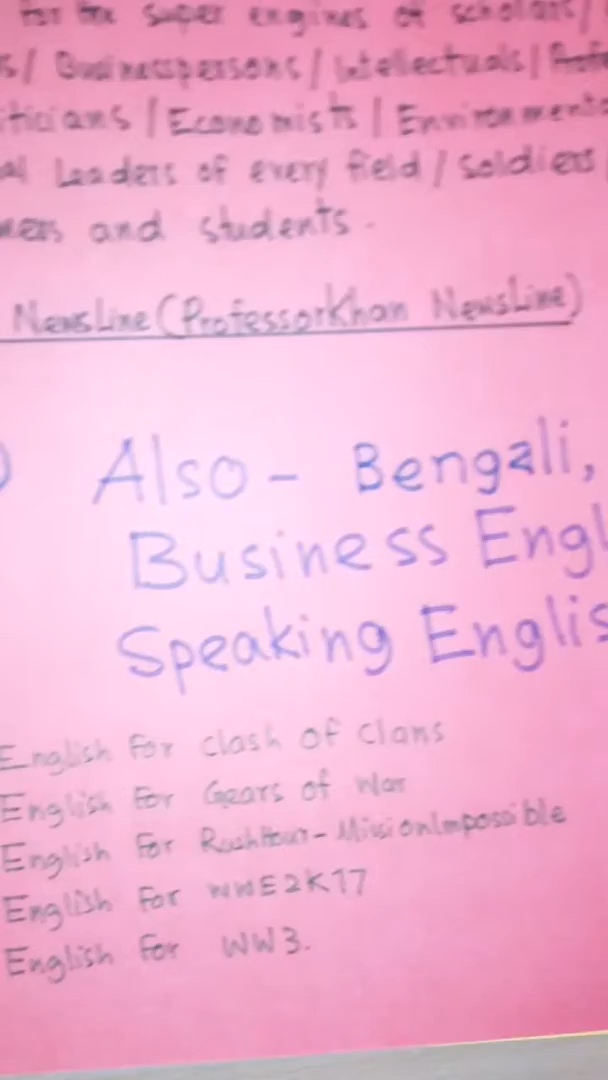 for the super engines of scholars/
s/ Businesspersons/ Intellectuals/
iticians / Economists / Environmenta
al Leaders of every field / Soldiers
mers and students.
NewsLine (ProfessorKhan NewsLine)
Also - Bengali,
Business Engl
Speaking Englis
English For Clash of Clans
English For Gears of War
English For RushHour-MissionImpossible
English For WWE2K17
English for WW3.